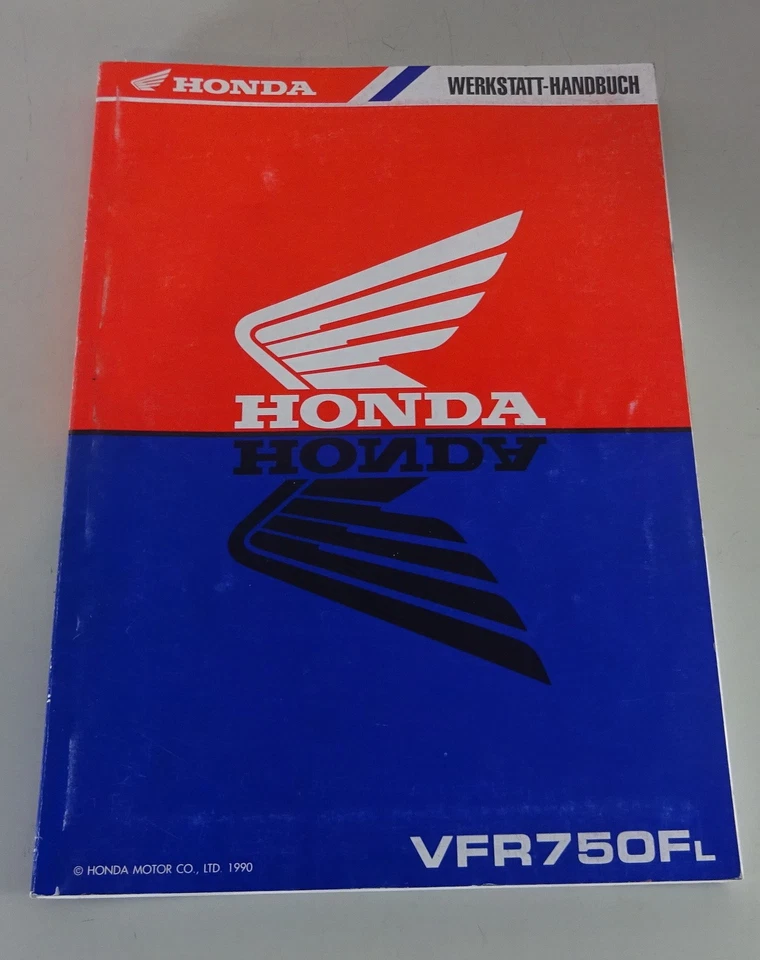 HONDA WERKSTATT-HANDBUCH
HONDA
HONDA
© HONDA MOTOR CO., LTD. 1990
VFR750FL